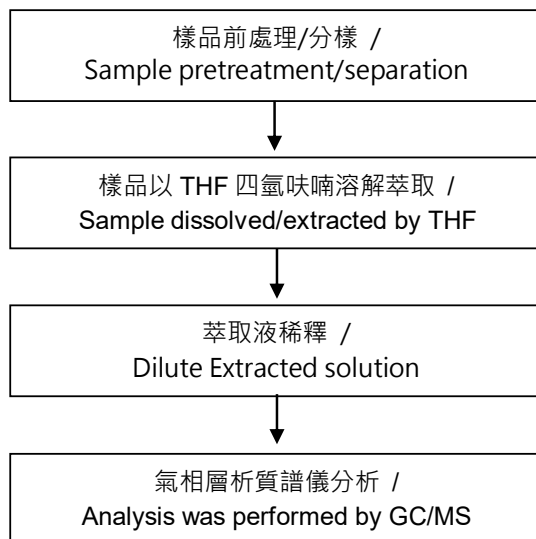 樣品前處理/分樣 /
Sample pretreatment/separation
樣品以 THF 四氫呋喃溶解萃取 /
Sample dissolved/extracted by THF
萃取液稀釋 /
Dilute Extracted solution
氣相層析質譜儀分析 /
Analysis was performed by GC/MS